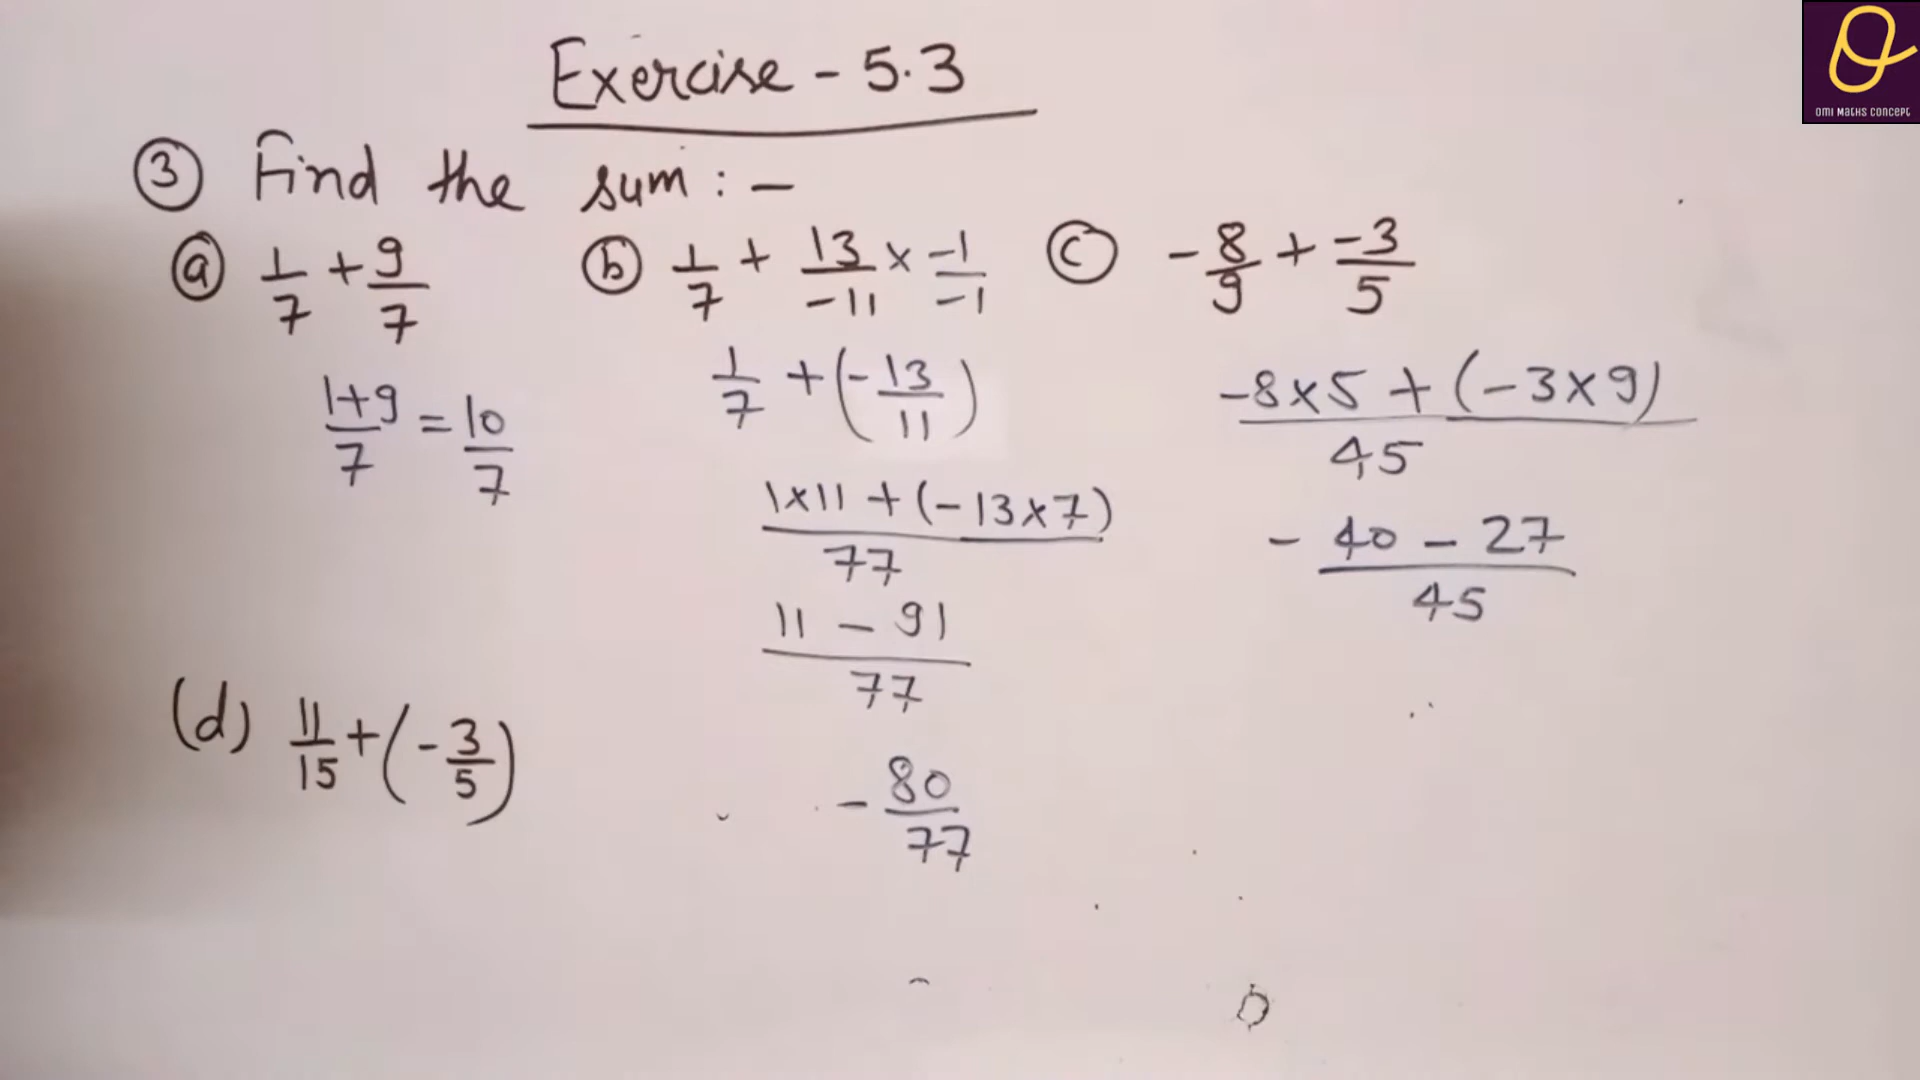 Exercise - 5.3
③ Find the sum : -
ⓐ 1/7 + 9/7
1+9/7 = 10/7
ⓑ 1/7 + 13/-11 × -1/-1
1/7 + (-13/11)
1×11 + (-13×7)/77
11 - 91/77
- 80/77
ⓒ - 8/9 + -3/5
-8×5 + (-3×9)/45
- 40 - 27/45
(d) 11/15 + (- 3/5)
OMI MATHS CONCEPT